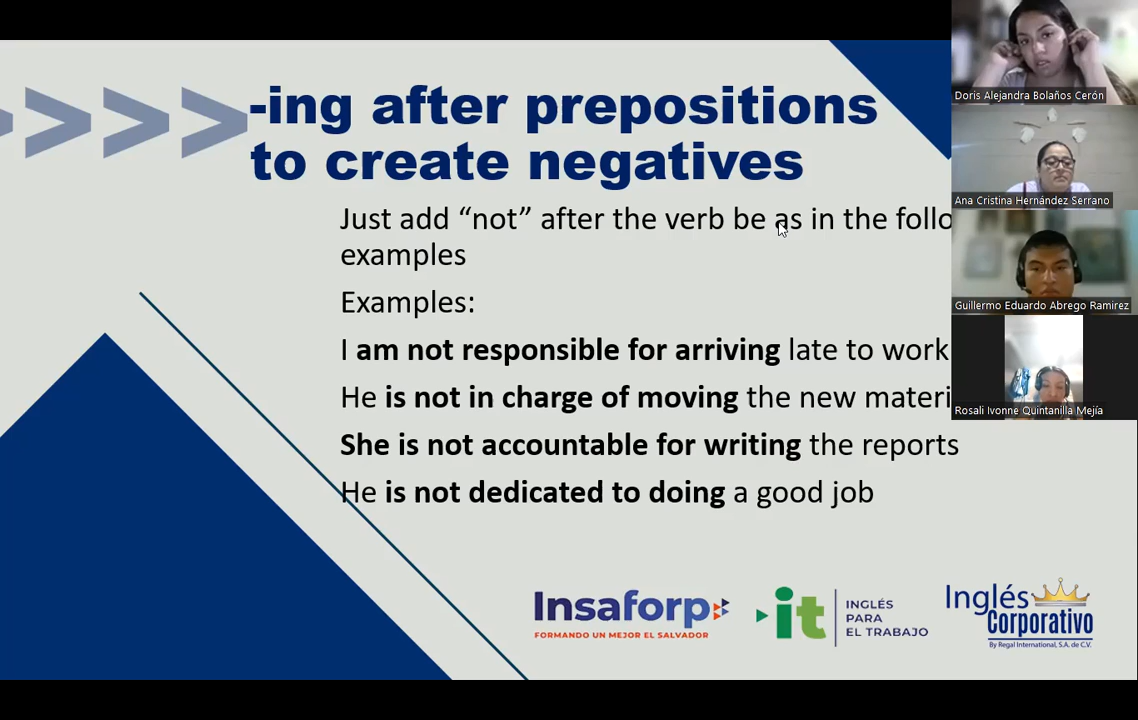 -ing after prepositions
to create negatives
Just add “not” after the verb be as in the
examples
Examples:
I am not responsible for arriving late to work
He is not in charge of moving the new
She is not accountable for writing the reports
He is not dedicated to doing a good job
Doris Alejandra Bolaños Cerón
Ana Cristina Hernández Serrano
Guillermo Eduardo Abrego Ramirez
Rosali Ivonne Quintanilla Mejía
Insaforp
FORMANDO UN MEJOR EL SALVADOR
it
INGLÉS
PARA
EL TRABAJO
Inglés
Corporativo
By Regal International, S.A. de C.V.